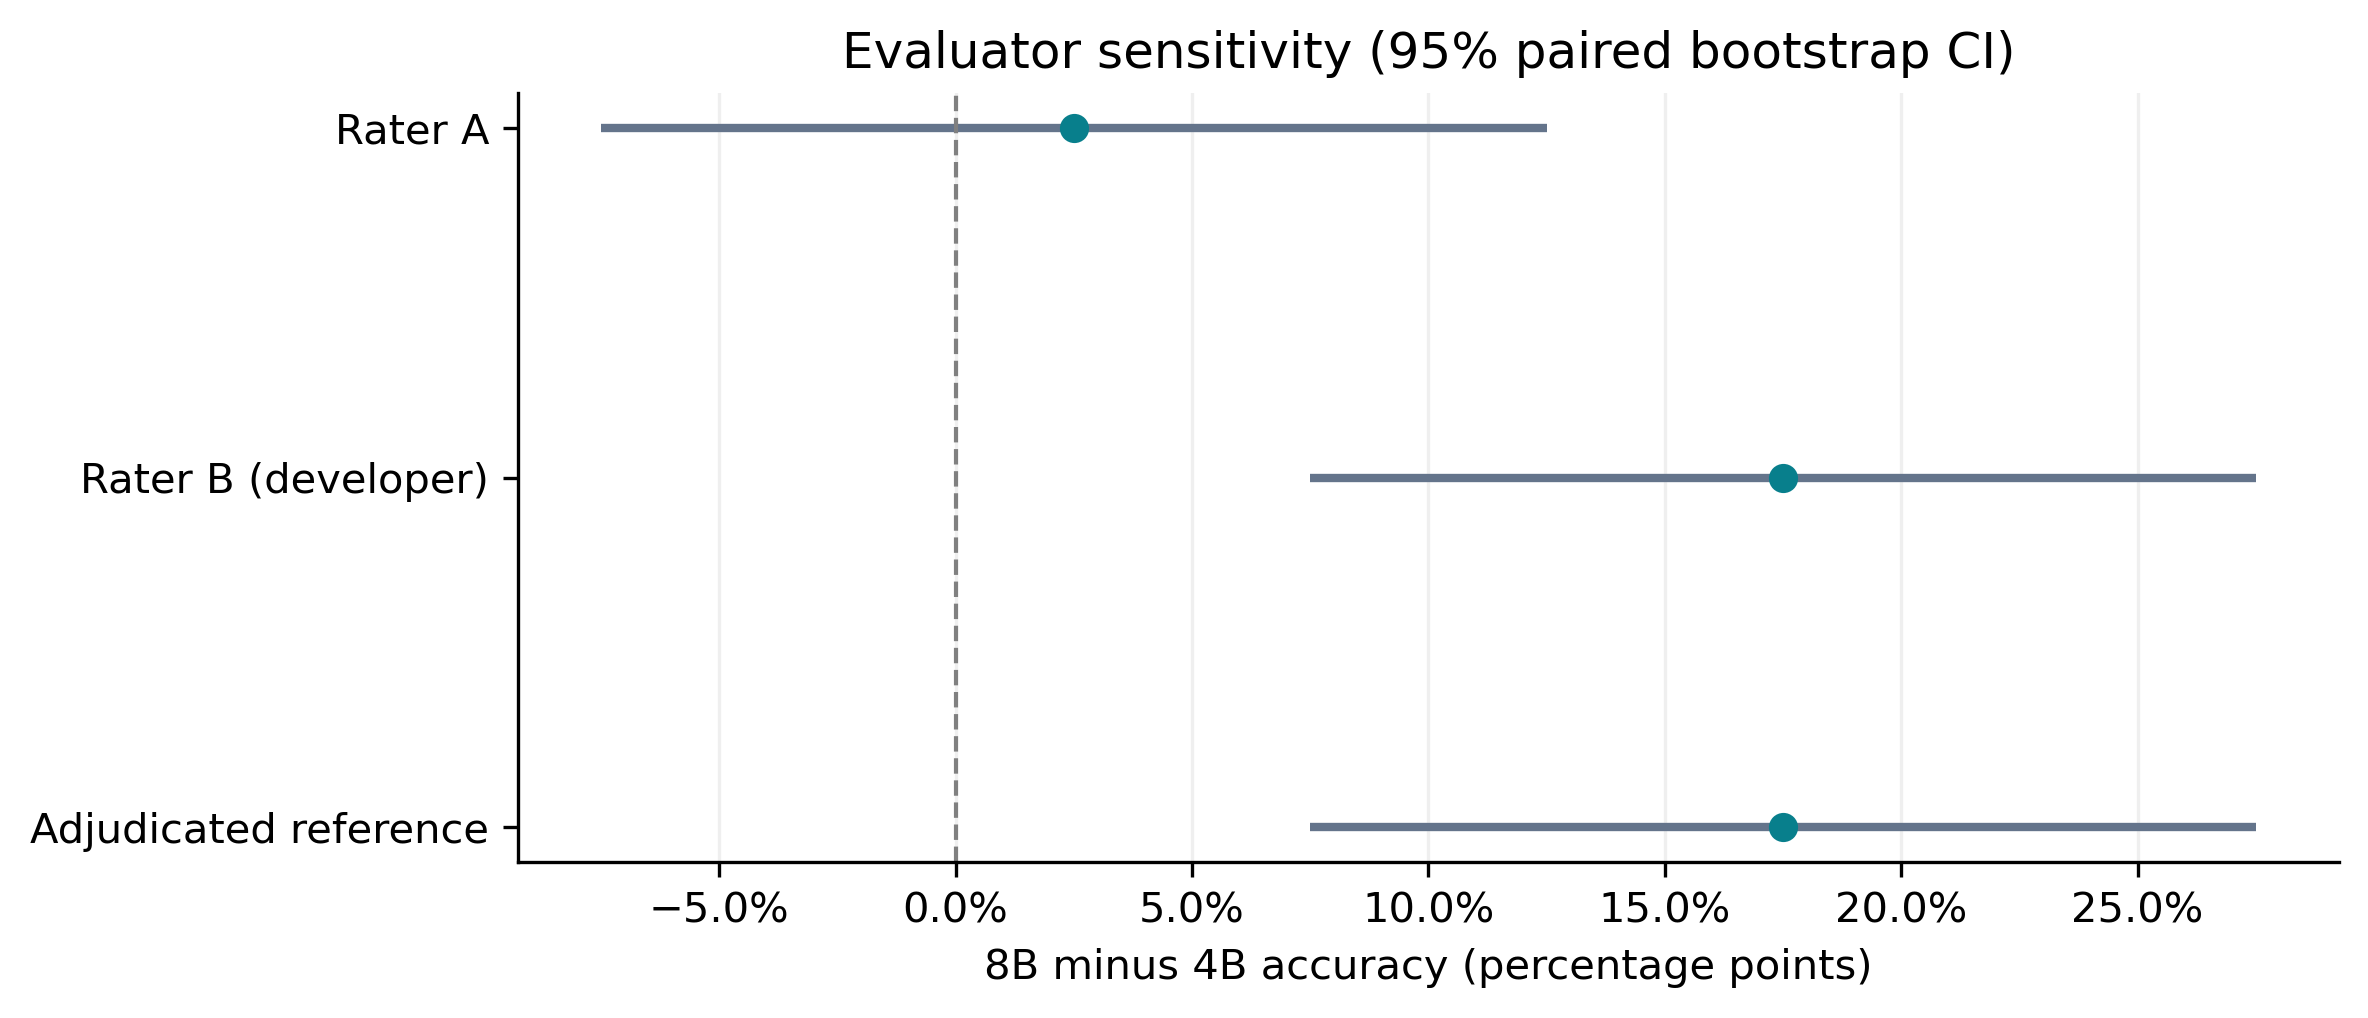 Evaluator sensitivity (95% paired bootstrap CI)
Rater A
Rater B (developer)
Adjudicated reference
−5.0% 0.0% 5.0% 10.0% 15.0% 20.0% 25.0%
8B minus 4B accuracy (percentage points)